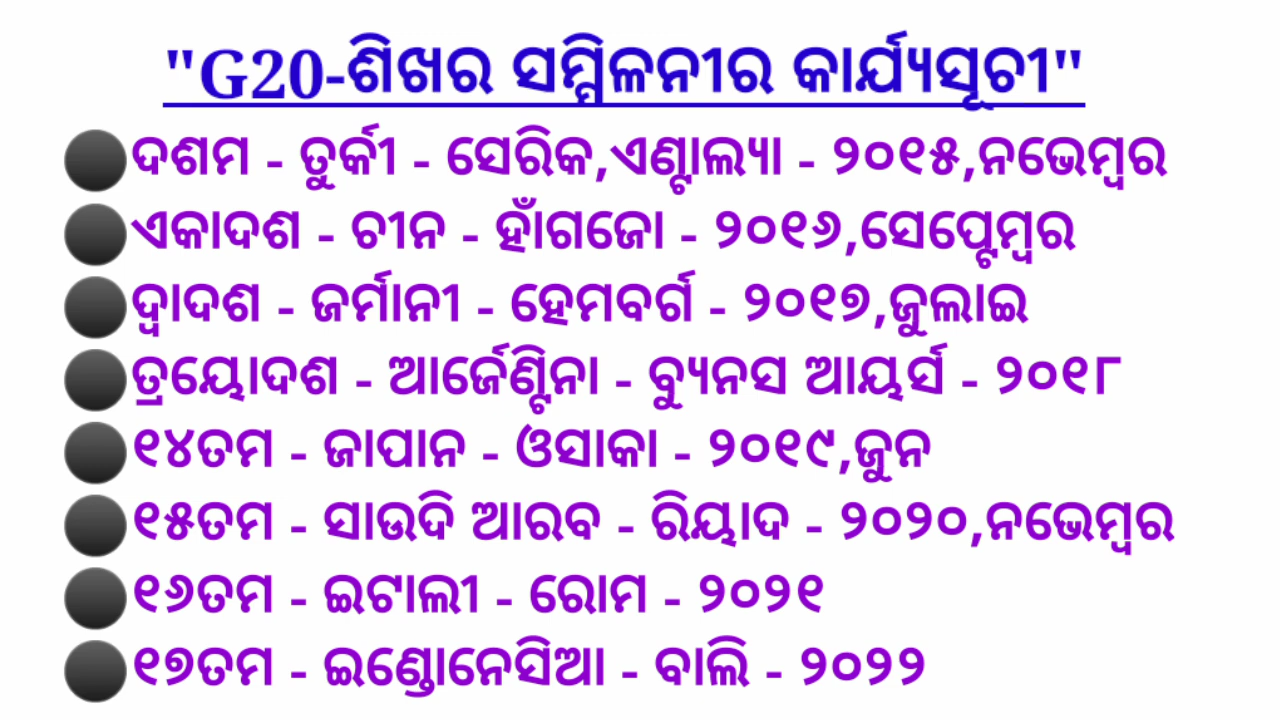 "G20-ଶିଖର ସମ୍ମିଳନୀର କାର୍ଯ୍ୟସୂଚୀ"
⚫ଦଶମ - ତୁର୍କୀ - ସେରିକ,ଏଣ୍ଟାଲ୍ୟା - ୨୦୧୫,ନଭେମ୍ବର
⚫ଏକାଦଶ - ଚୀନ - ହାଁଗଜୋ - ୨୦୧୬,ସେପ୍ଟେମ୍ବର
⚫ଦ୍ୱାଦଶ - ଜର୍ମାନୀ - ହେମବର୍ଗ - ୨୦୧୭,ଜୁଲାଇ
⚫ତ୍ରୟୋଦଶ - ଆର୍ଜେଣ୍ଟିନା - ବ୍ୟୁନସ ଆୟର୍ସ - ୨୦୧୮
⚫୧୪ତମ - ଜାପାନ - ଓସାକା - ୨୦୧୯,ଜୁନ
⚫୧୫ତମ - ସାଉଦି ଆରବ - ରିୟାଦ - ୨୦୨୦,ନଭେମ୍ବର
⚫୧୬ତମ - ଇଟାଲୀ - ରୋମ - ୨୦୨୧
⚫୧୭ତମ - ଇଣ୍ଡୋନେସିଆ - ବାଲି - ୨୦୨୨